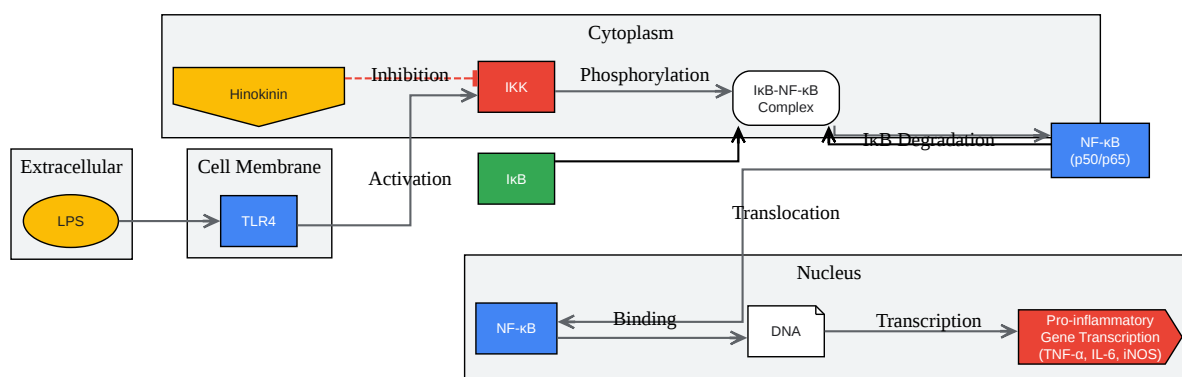 Cytoplasm
Hinokinin
Inhibition
IKK
Phosphorylation
IκB-NF-κB
Complex
IκB Degradation
NF-κB
(p50/p65)
Extracellular
LPS
Cell Membrane
TLR4
Activation
IκB
Translocation
Nucleus
NF-κB
Binding
DNA
Transcription
Pro-inflammatory
Gene Transcription
(TNF-α, IL-6, iNOS)